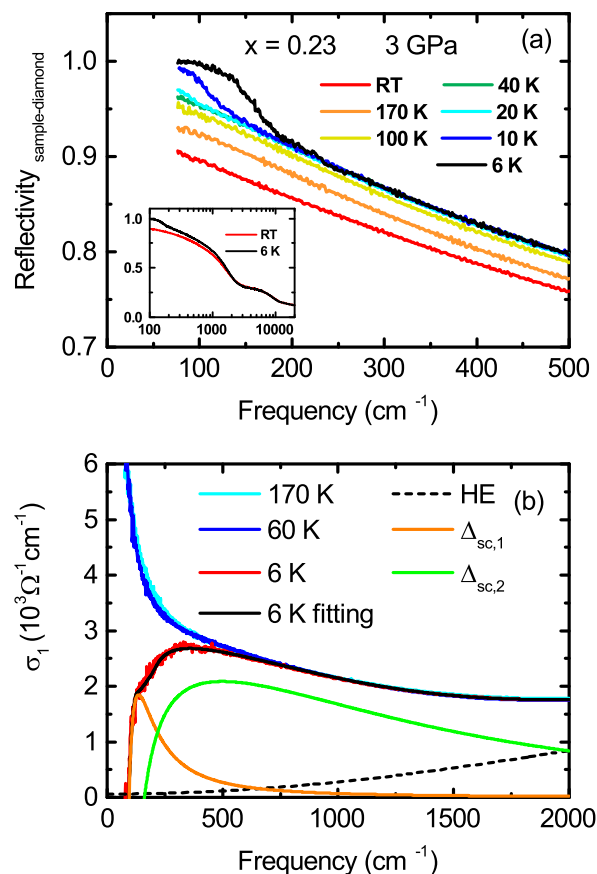 x = 0.23 3 GPa (a)
1.0
0.9
0.8
0.7
Reflectivity sample-diamond
RT 40 K
170 K 20 K
100 K 10 K
6 K
1.0
0.5
0.0
RT
6 K
100 1000 10000
0 100 200 300 400 500
Frequency (cm -1)
6
5
4
3
2
1
0
σ1 (10³Ω⁻¹cm⁻¹)
170 K HE (b)
60 K Δsc,1
6 K Δsc,2
6 K fitting
0 500 1000 1500 2000
Frequency (cm -1)